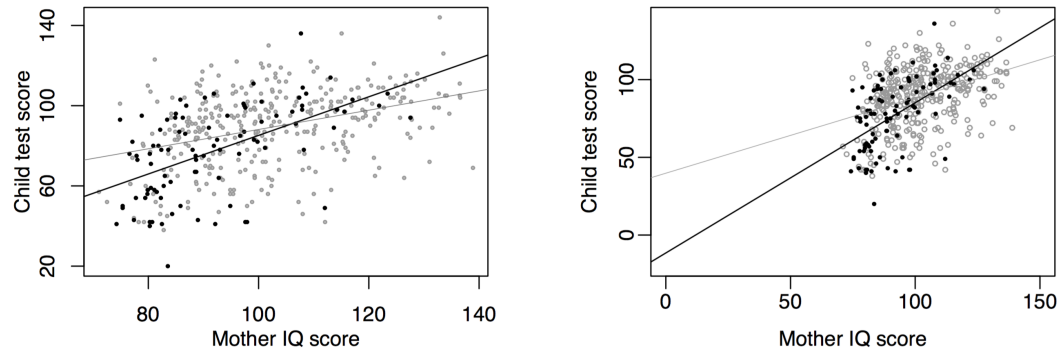 Child test score
20 60 100 140
80 100 120 140
Mother IQ score
Child test score
0 50 100
0 50 100 150
Mother IQ score